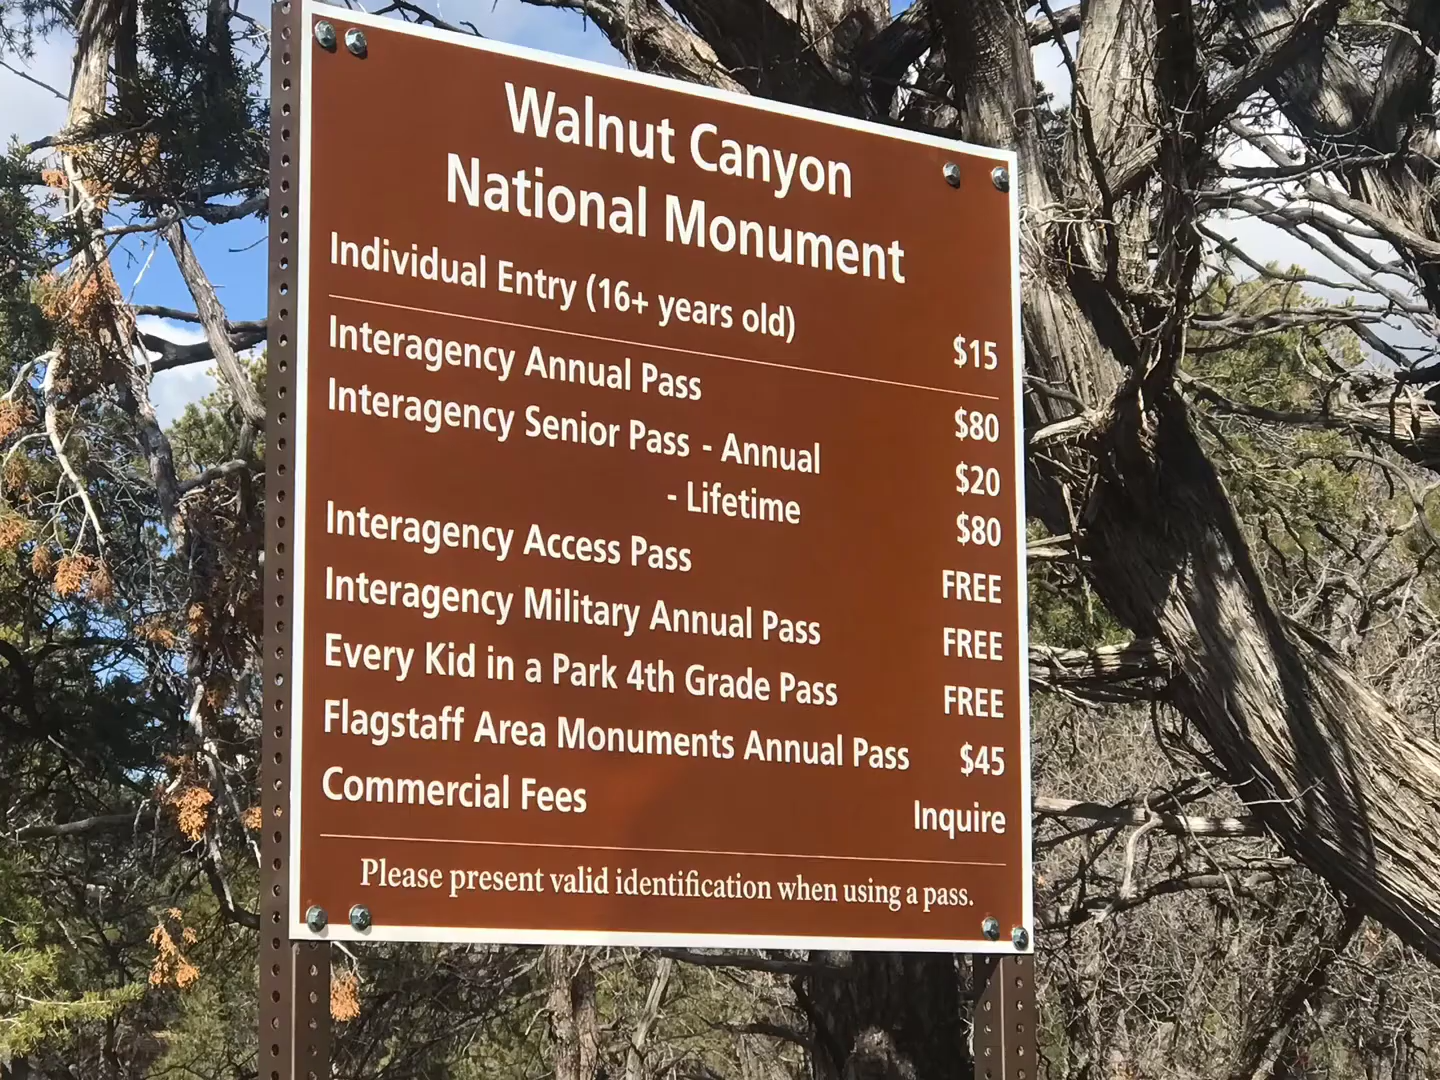 Walnut Canyon
National Monument
Individual Entry (16+ years old) $15
Interagency Annual Pass $80
Interagency Senior Pass - Annual $20
- Lifetime $80
Interagency Access Pass FREE
Interagency Military Annual Pass FREE
Every Kid in a Park 4th Grade Pass FREE
Flagstaff Area Monuments Annual Pass $45
Commercial Fees Inquire
Please present valid identification when using a pass.